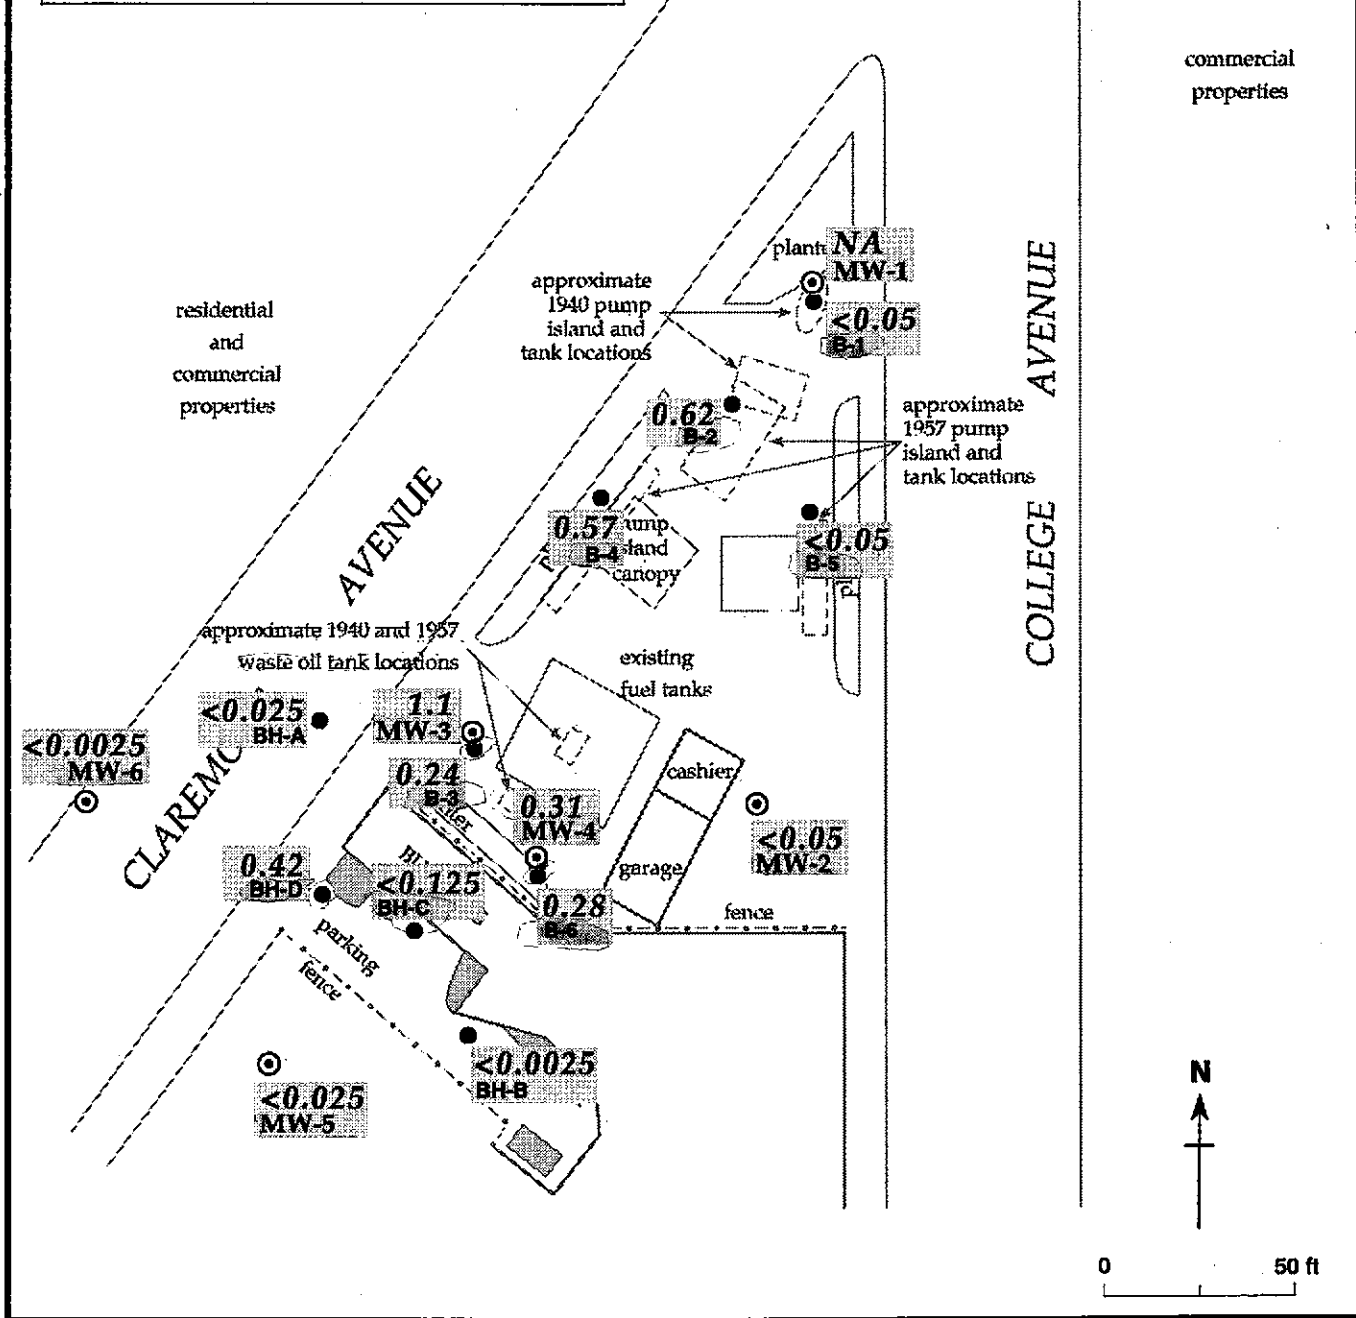 commercial
properties
NA
MW-1
approximate
1940 pump
island and
tank locations
<0.05
B-1
residential
and
commercial
properties
AVENUE
COLLEGE
0.62
B-2
approximate
1957 pump
island and
tank locations
AVENUE
0.57
B-4
canopy
<0.05
B-5
approximate 1940 and 1957
waste oil tank locations
existing
fuel tanks
<0.025
BH-A
1.1
MW-3
<0.0025
MW-6
0.24
B-3
cashier
0.31
MW-4
<0.05
MW-2
0.42
BH-D
<0.125
BH-C
garage
0.28
B-6
fence
parking
fence
<0.0025
BH-B
<0.025
MW-5
N
0 50 ft